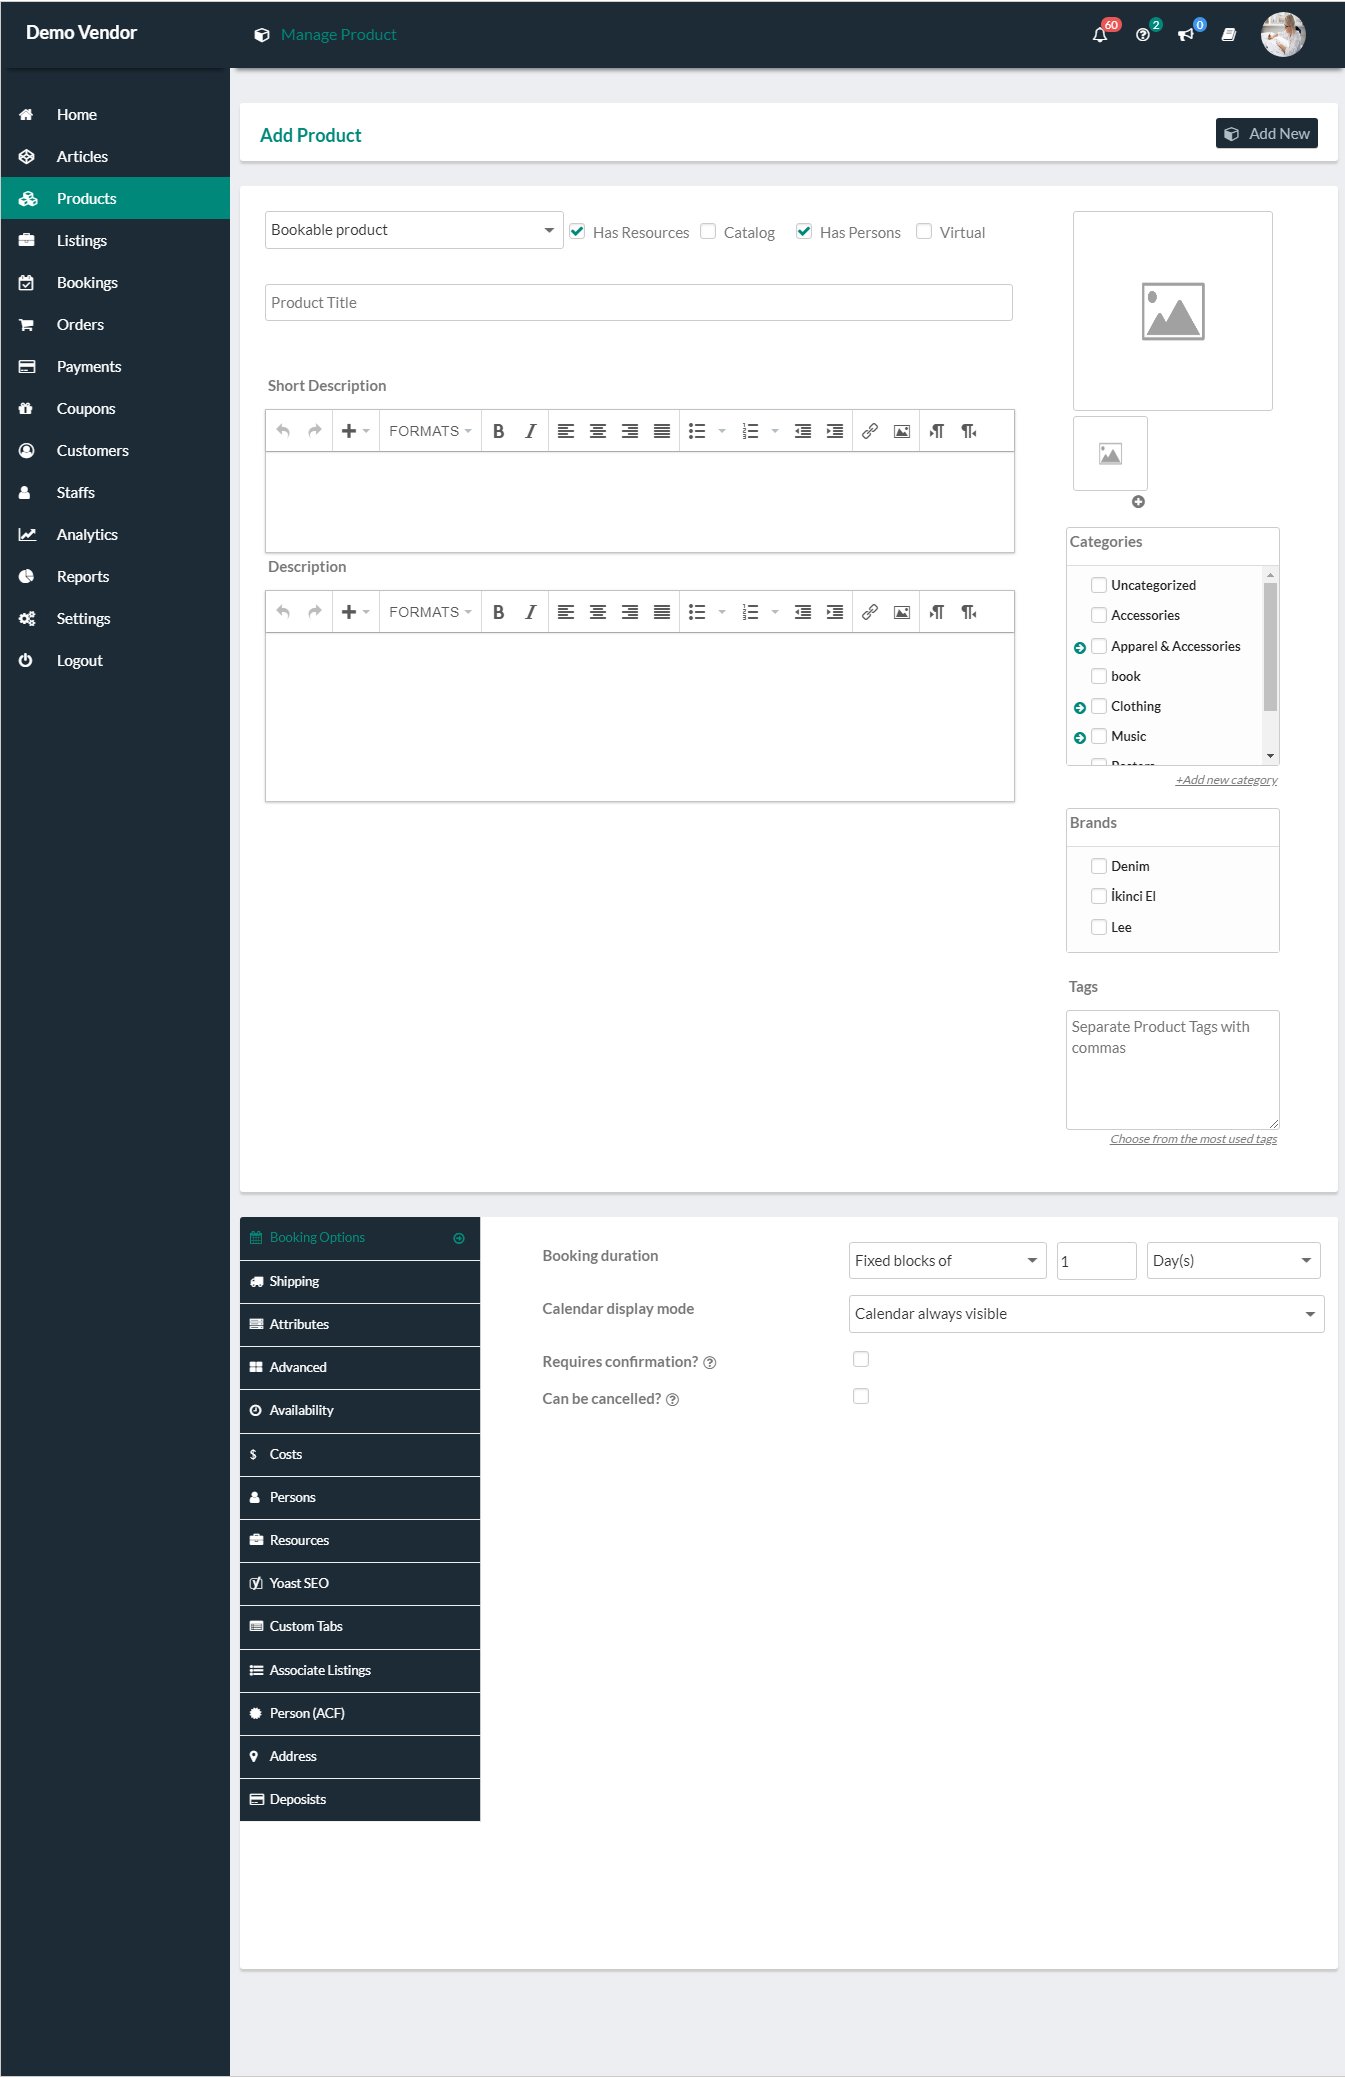 Demo Vendor
Manage Product
60
2
0
Home
Articles
Products
Listings
Bookings
Orders
Payments
Coupons
Customers
Staffs
Analytics
Reports
Settings
Logout
Add Product
Add New
Bookable product
Has Resources
Catalog
Has Persons
Virtual
Product Title
Short Description
FORMATS
B I
Description
FORMATS
B I
Categories
Uncategorized
Accessories
Apparel & Accessories
book
Clothing
Music
Posters
+Add new category
Brands
Denim
İkinci El
Lee
Tags
Separate Product Tags with
commas
Choose from the most used tags
Booking Options
Shipping
Attributes
Advanced
Availability
$ Costs
Persons
Resources
Yoast SEO
Custom Tabs
Associate Listings
Person (ACF)
Address
Deposists
Booking duration
Fixed blocks of
1
Day(s)
Calendar display mode
Calendar always visible
Requires confirmation?
Can be cancelled?